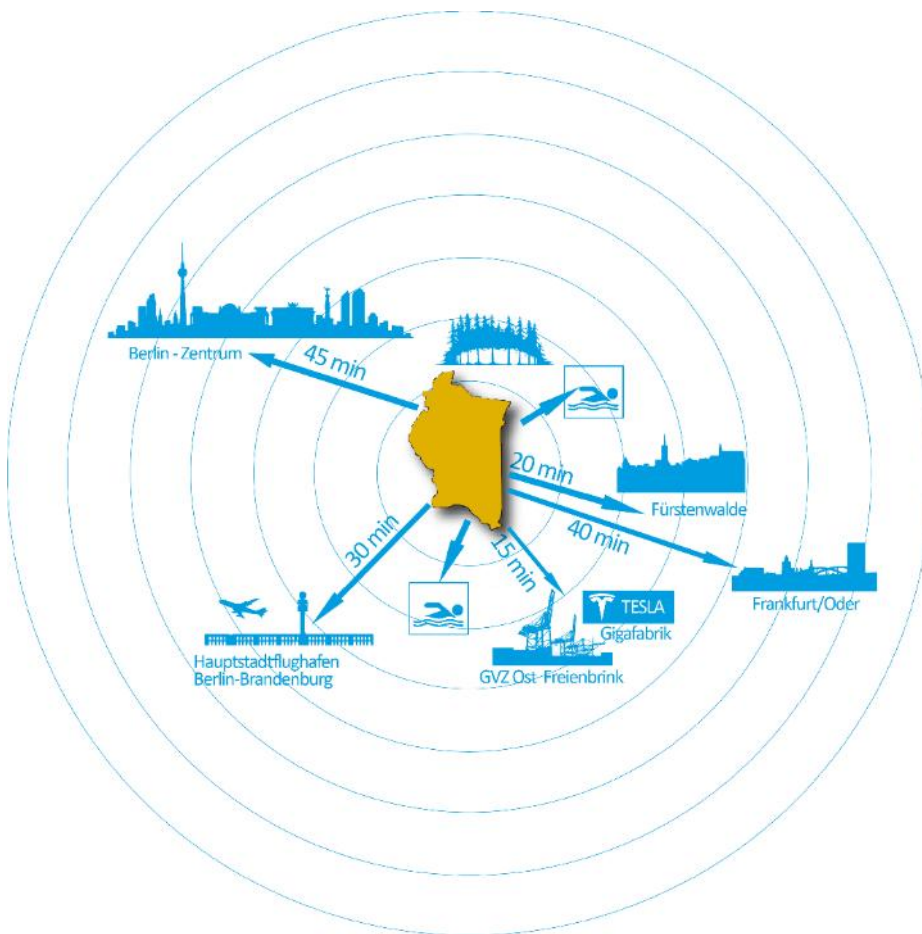 Berlin - Zentrum
45 min
20 min
Fürstenwalde
40 min
Frankfurt/Oder
30 min
15 min
TESLA
Gigafabrik
GVZ Ost Freienbrink
Hauptstadtflughafen
Berlin-Brandenburg